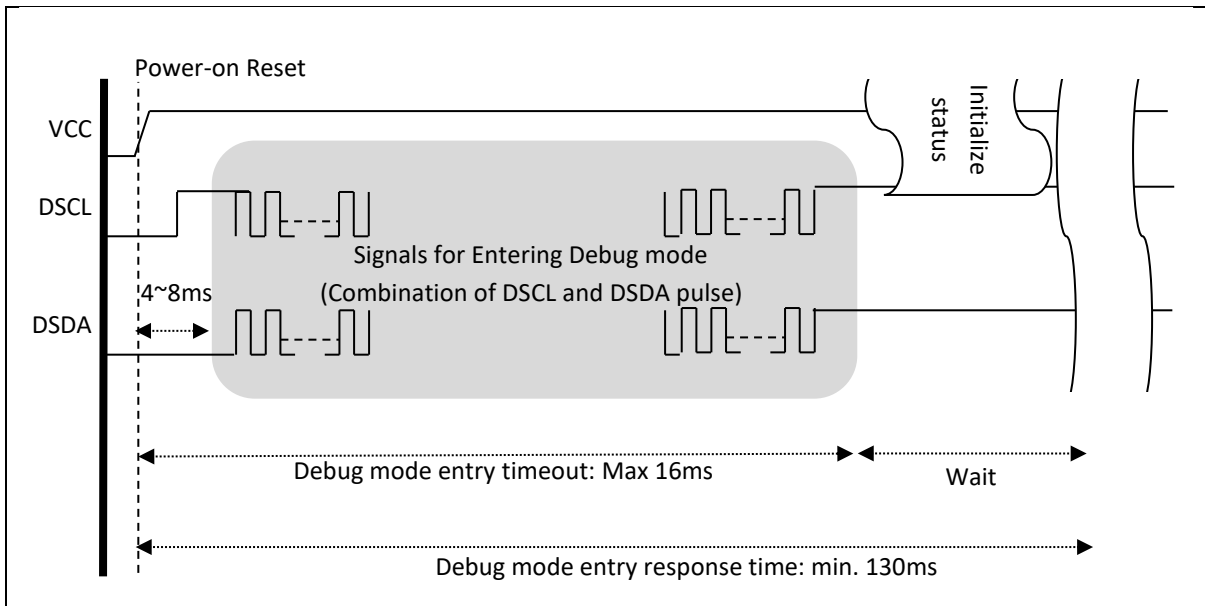 Power-on Reset
VCC
Initialize
status
DSCL
Signals for Entering Debug mode
4~8ms
(Combination of DSCL and DSDA pulse)
DSDA
Debug mode entry timeout: Max 16ms
Wait
Debug mode entry response time: min. 130ms